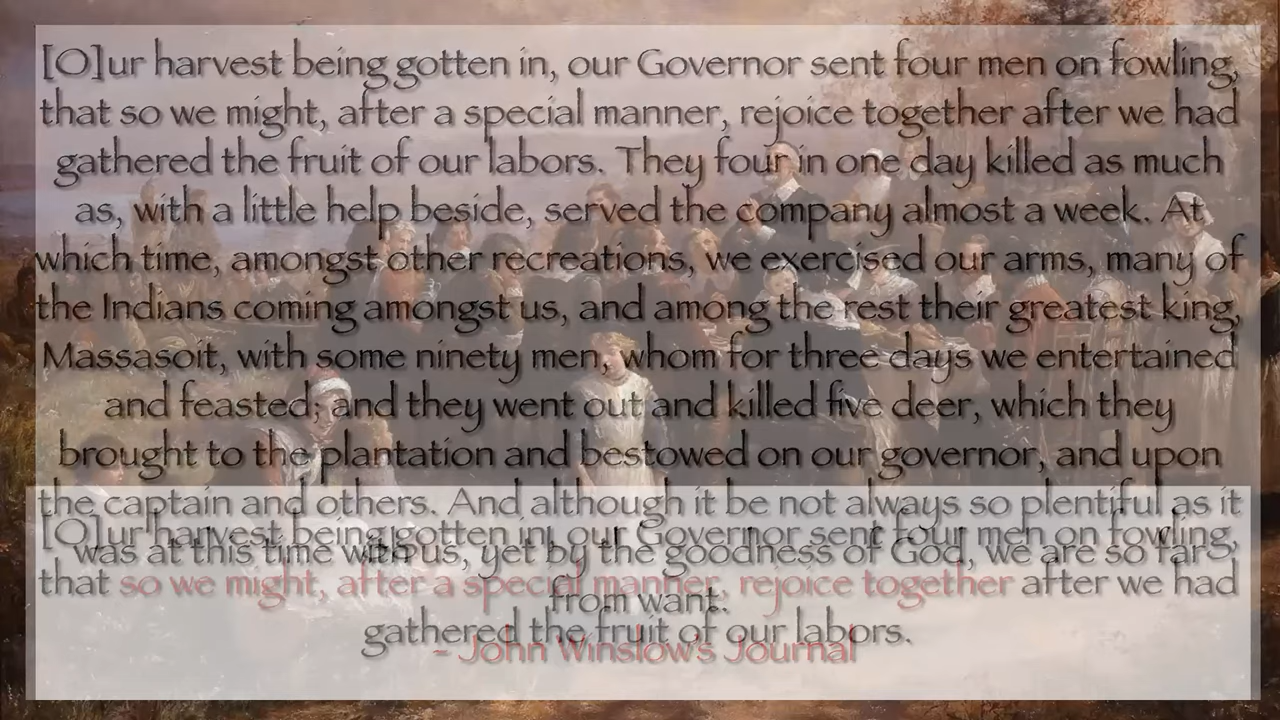 [O]ur harvest being gotten in, our Governor sent four men on fowling,
that so we might, after a special manner, rejoice together after we had
gathered the fruit of our labors. They four in one day killed as much
as, with a little help beside, served the company almost a week. At
which time, amongst other recreations, we exercised our arms, many of
the Indians coming amongst us, and among the rest their greatest king,
Massasoit, with some ninety men, whom for three days we entertained
and feasted; and they went out and killed five deer, which they
brought to the plantation and bestowed on our governor, and upon
the captain and others. And although it be not always so plentiful as it
was at this time with us, yet by the goodness of God, we are so far
from want.
- John Winslow's Journal
[O]ur harvest being gotten in, our Governor sent four men on fowling,
that so we might, after a special manner, rejoice together after we had
gathered the fruit of our labors.